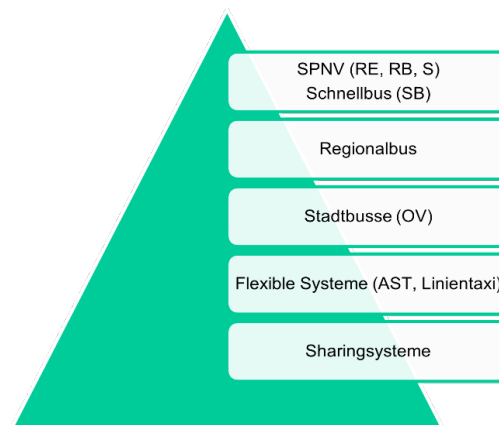 SPNV (RE, RB, S)
Schnellbus (SB)
Regionalbus
Stadtbusse (OV)
Flexible Systeme (AST, Linientaxi)
Sharingsysteme